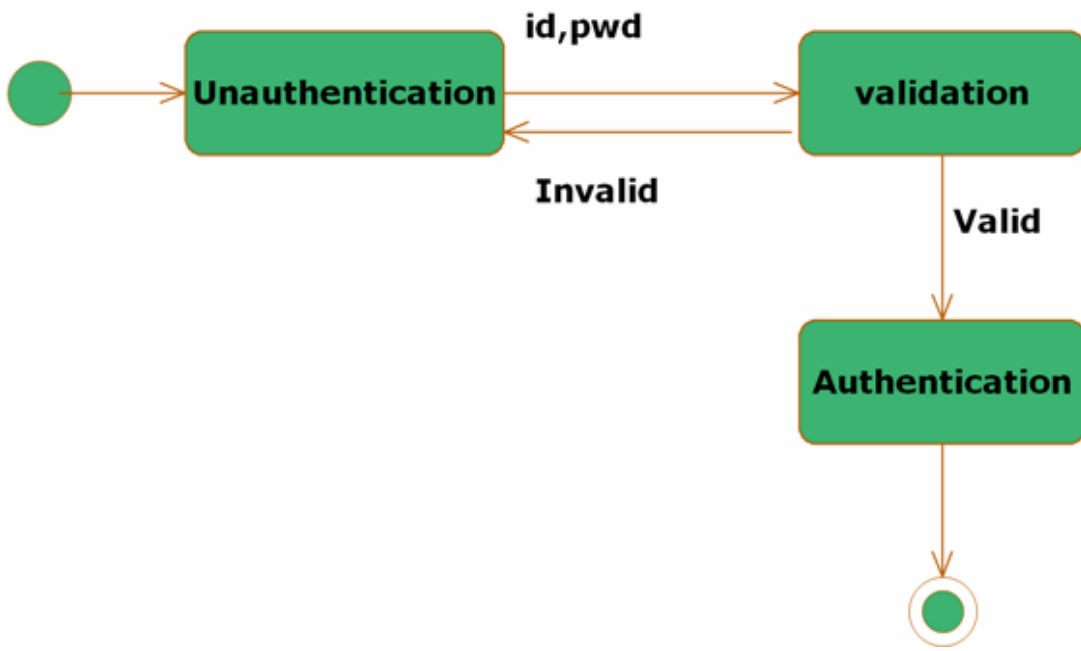 id,pwd
Unauthentication
validation
Invalid
Valid
Authentication